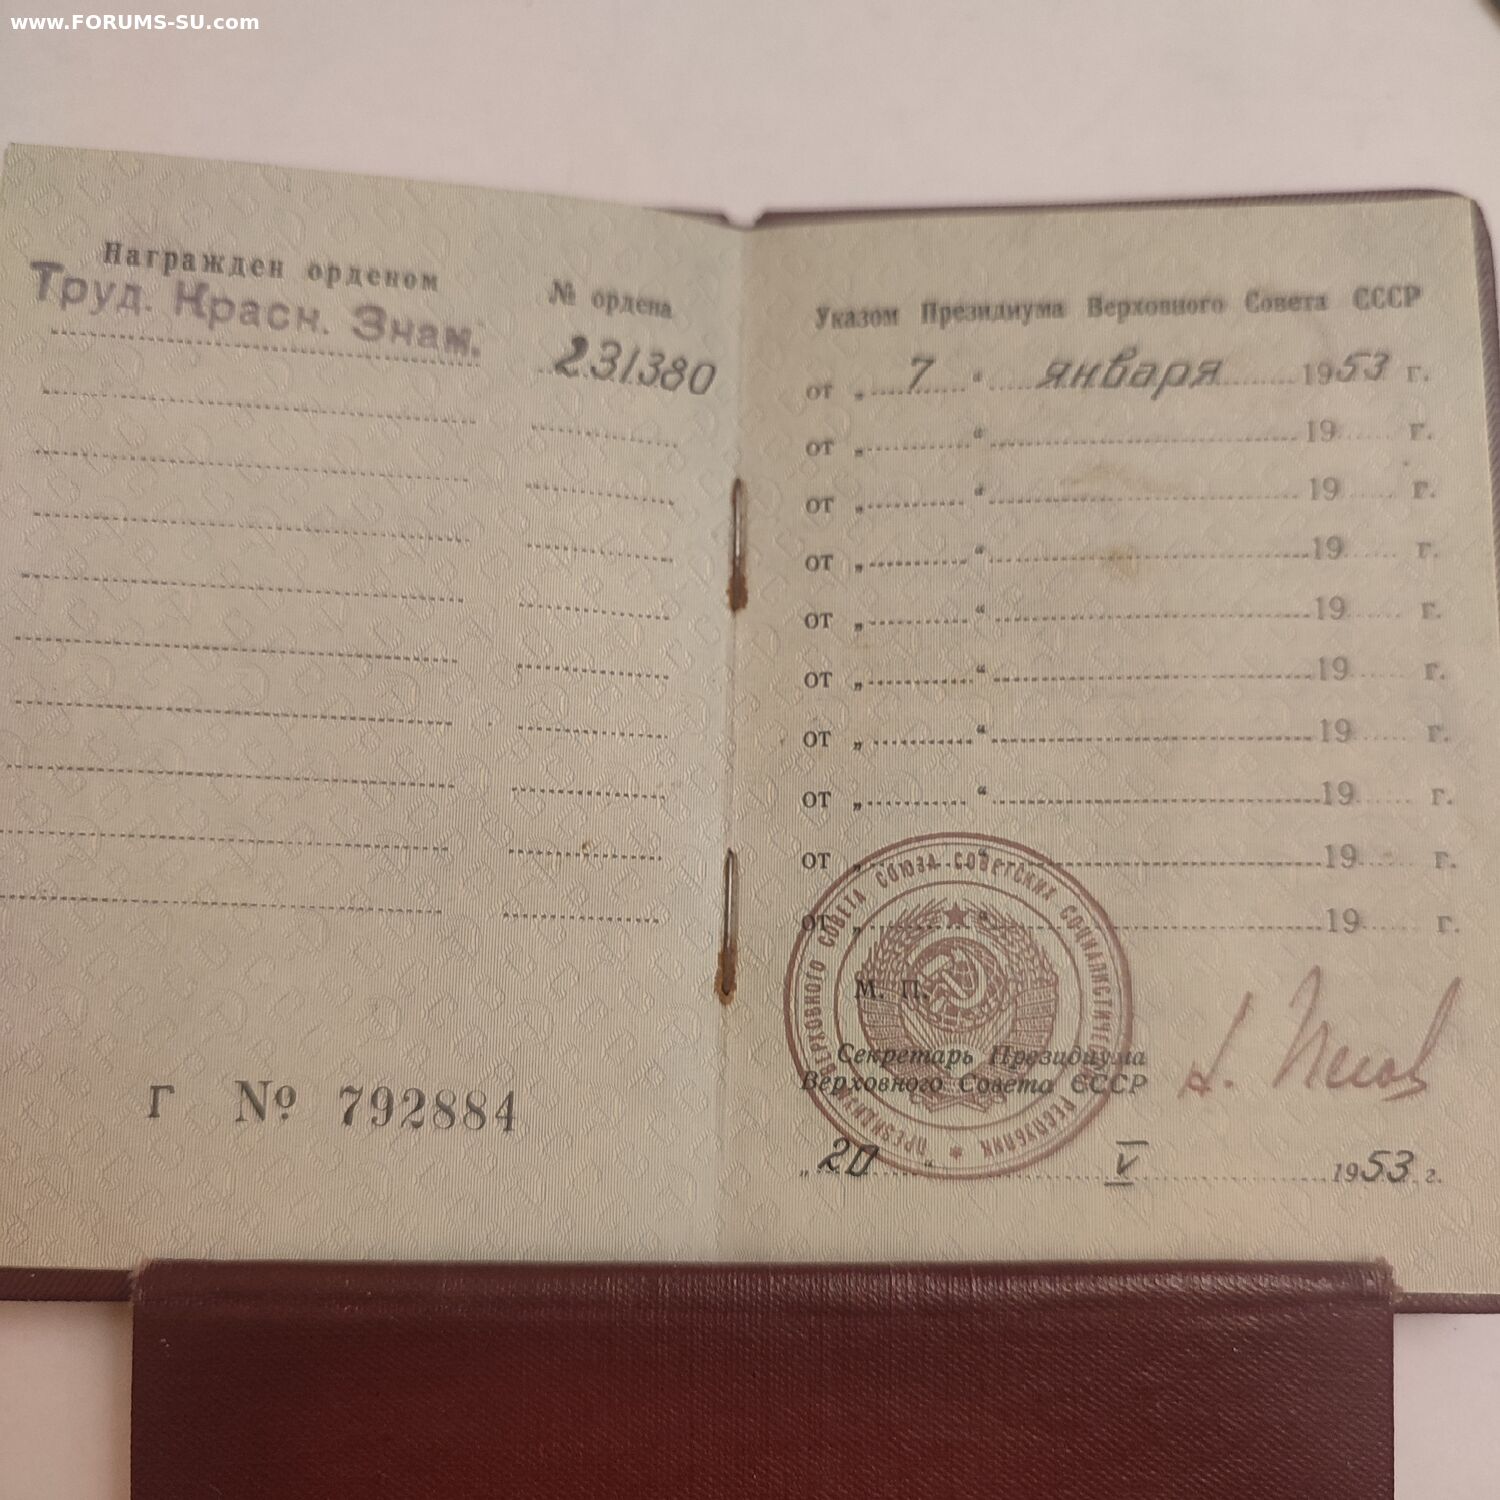 www.FORUMS-SU.com
Награжден орденом
№ ордена
Труд. Красн. Знам.
231380
Г № 792884
Указом Президиума Верховного Совета СССР
от „ 7 “ января 1953 г.
от „ “ 19 г.
от „ “ 19 г.
от „ “ 19 г.
от „ “ 19 г.
от „ “ 19 г.
от „ “ 19 г.
от „ “ 19 г.
от „ “ 19 г.
от „ “ 19 г.
М. П.
Секретарь Президиума
Верховного Совета СССР
„ 20 “ V 1953 г.
ПРЕЗИДИУМ ВЕРХОВНОГО СОВЕТА СОЮЗА СОВЕТСКИХ СОЦИАЛИСТИЧЕСКИХ РЕСПУБЛИК